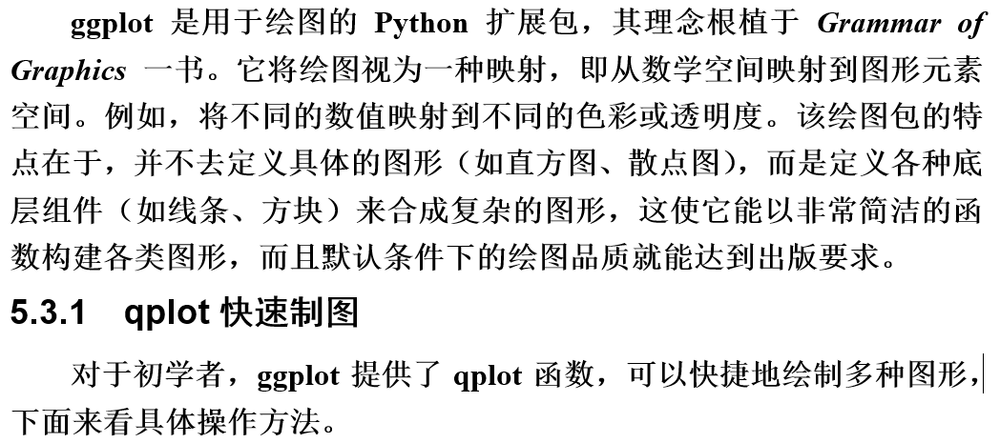 ggplot 是用于绘图的 Python 扩展包，其理念根植于 Grammar of
Graphics 一书。它将绘图视为一种映射，即从数学空间映射到图形元素
空间。例如，将不同的数值映射到不同的色彩或透明度。该绘图包的特
点在于，并不去定义具体的图形（如直方图、散点图），而是定义各种底
层组件（如线条、方块）来合成复杂的图形，这使它能以非常简洁的函
数构建各类图形，而且默认条件下的绘图品质就能达到出版要求。
5.3.1 qplot 快速制图
对于初学者，ggplot 提供了 qplot 函数，可以快捷地绘制多种图形，
下面来看具体操作方法。